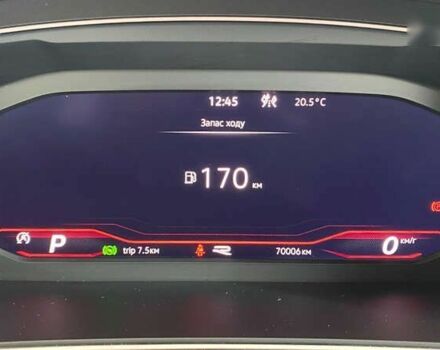 12:45 20.5°C
Запас ходу
170 км
P trip 7.5км R 70006 км 0 км/г